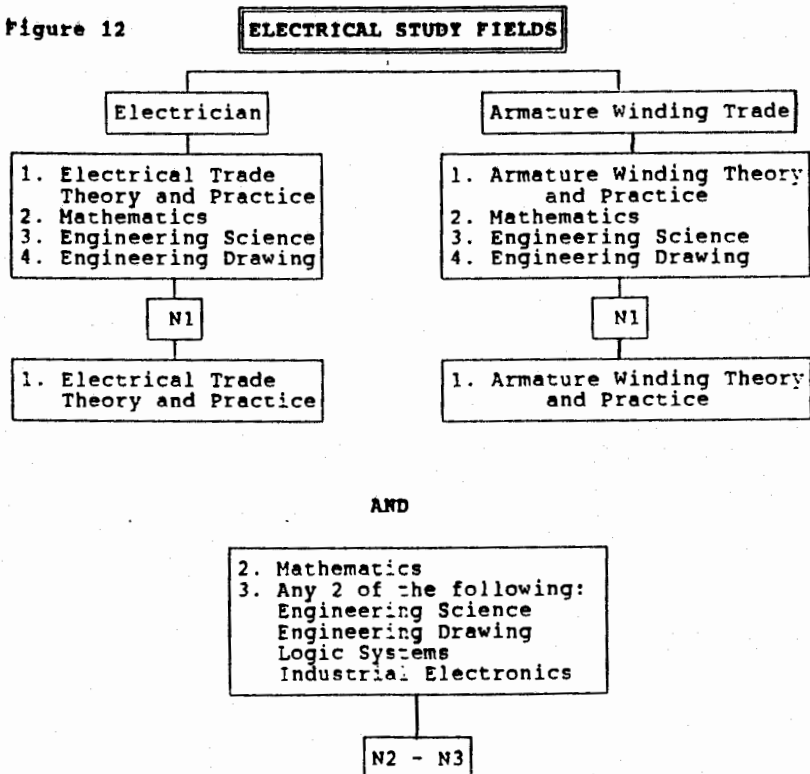 Figure 12
ELECTRICAL STUDY FIELDS
Electrician
Armature Winding Trade
1. Electrical Trade
Theory and Practice
2. Mathematics
3. Engineering Science
4. Engineering Drawing
1. Armature Winding Theory
and Practice
2. Mathematics
3. Engineering Science
4. Engineering Drawing
N1
N1
1. Electrical Trade
Theory and Practice
1. Armature Winding Theory
and Practice
AND
2. Mathematics
3. Any 2 of the following:
Engineering Science
Engineering Drawing
Logic Systems
Industrial Electronics
N2 - N3